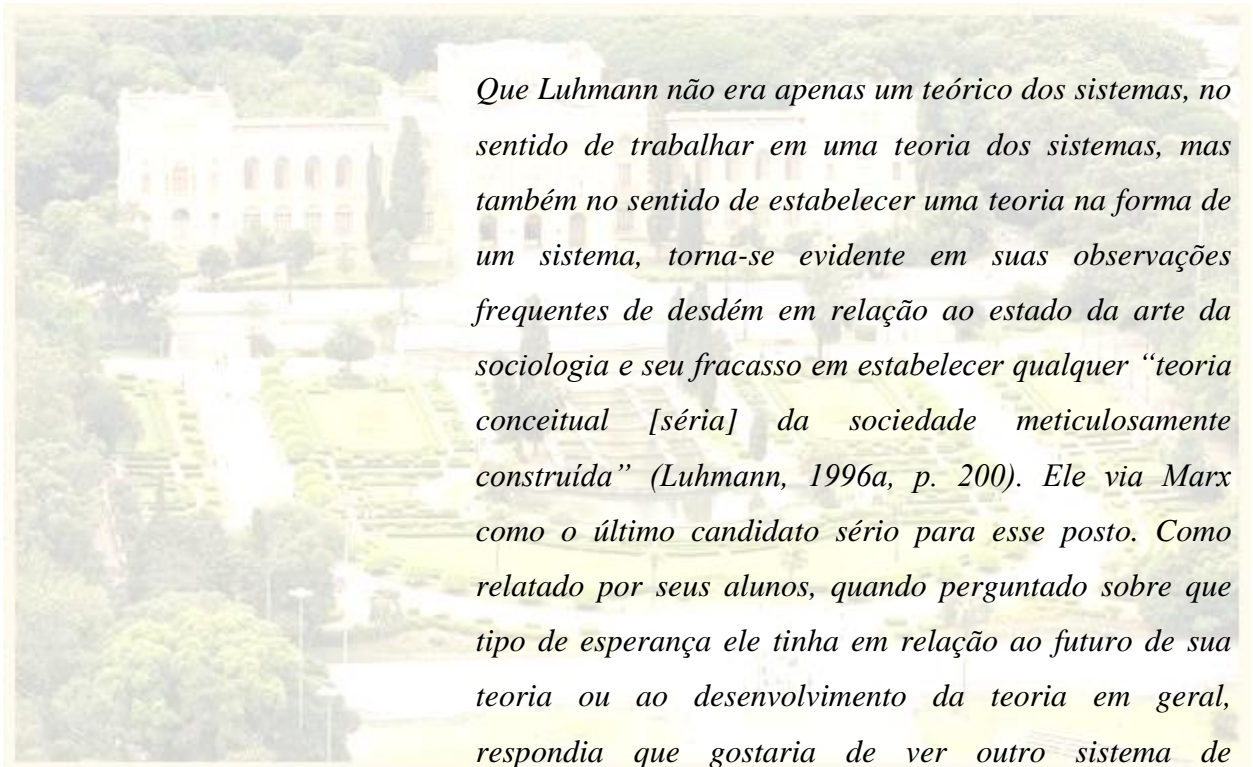 Que Luhmann não era apenas um teórico dos sistemas, no
sentido de trabalhar em uma teoria dos sistemas, mas
também no sentido de estabelecer uma teoria na forma de
um sistema, torna-se evidente em suas observações
frequentes de desdém em relação ao estado da arte da
sociologia e seu fracasso em estabelecer qualquer “teoria
conceitual [séria] da sociedade meticulosamente
construída” (Luhmann, 1996a, p. 200). Ele via Marx
como o último candidato sério para esse posto. Como
relatado por seus alunos, quando perguntado sobre que
tipo de esperança ele tinha em relação ao futuro de sua
teoria ou ao desenvolvimento da teoria em geral,
respondia que gostaria de ver outro sistema de